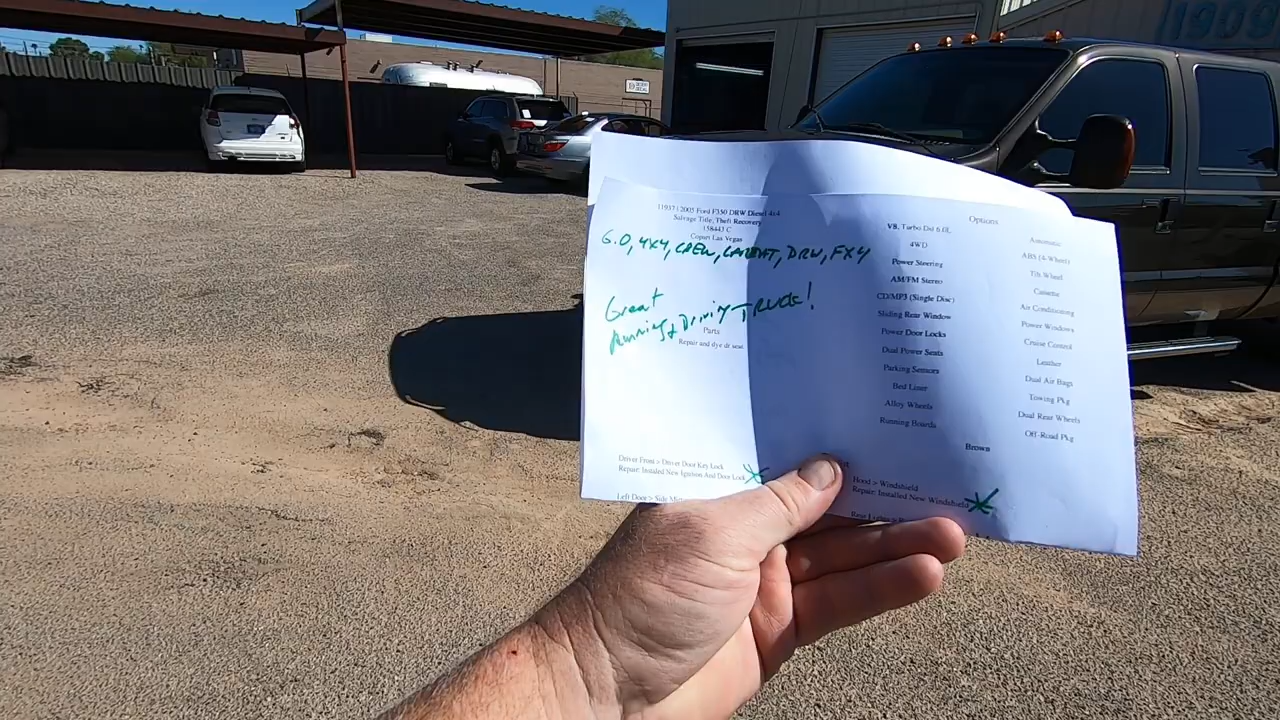 11937 | 2005 Ford F350 DRW Diesel 4x4
Salvage Title, Theft Recovery
158443 C
Copart Las Vegas
6.0, 4x4, CREW, LARIAT, DRW, FX4
Great
Running & Driving TRUCK!
Parts
Repair and dye dr seat
Driver Front > Driver Door Key Lock
Repair: Installed New Ignition And Door Lock
Left Door > Side
Options
V8, Turbo Dsl 6.0L
4WD
Power Steering
AM/FM Stereo
CD/MP3 (Single Disc)
Sliding Rear Window
Power Door Locks
Dual Power Seats
Parking Sensors
Bed Liner
Alloy Wheels
Running Boards
Automatic
ABS (4-Wheel)
Tilt Wheel
Cassette
Air Conditioning
Power Windows
Cruise Control
Leather
Dual Air Bags
Towing Pkg
Dual Rear Wheels
Off-Road Pkg
Brown
Hood > Windshield
Repair: Installed New Windshield
1909